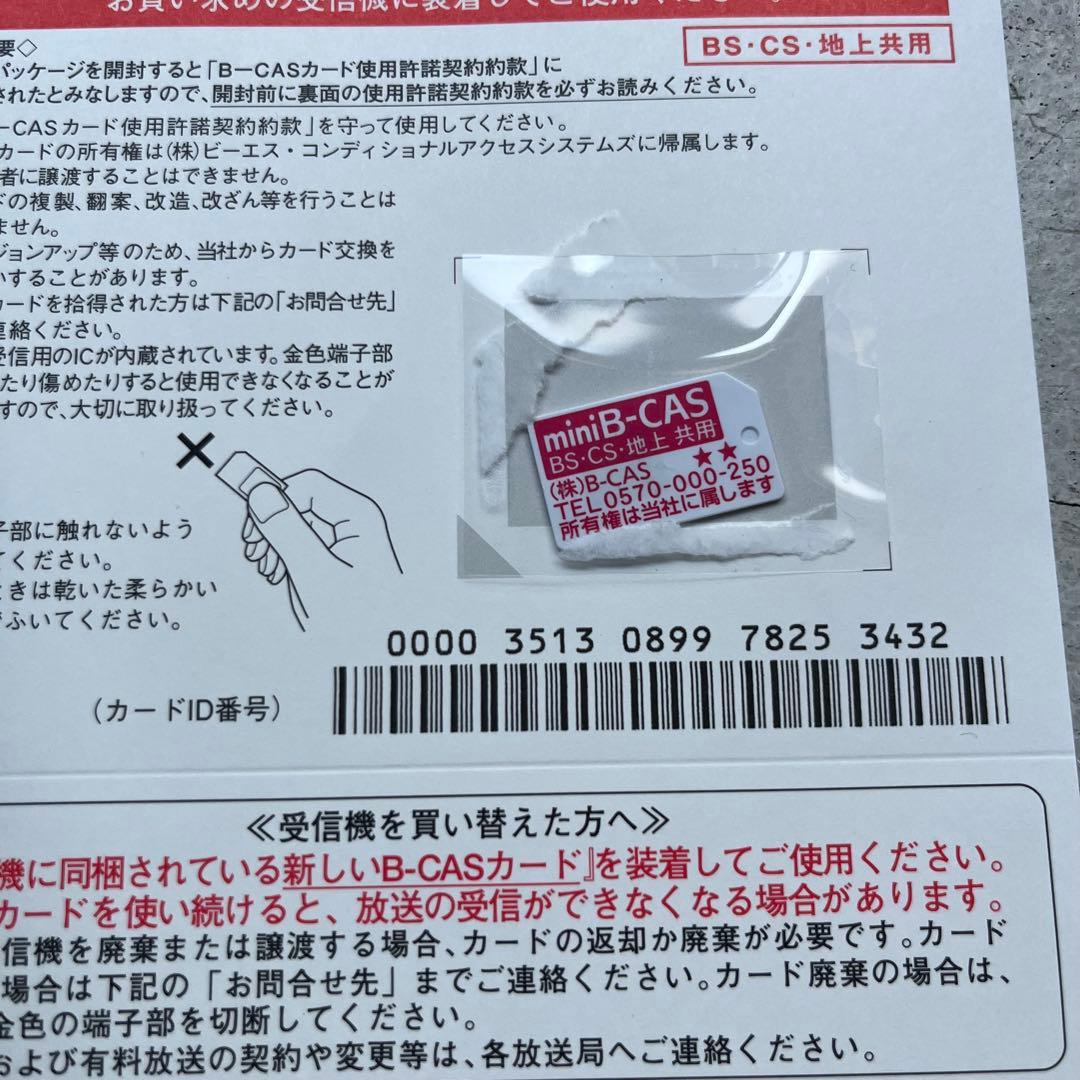 お買い求めの受信機に装着してご使用ください。
BS・CS・地上共用
要◇
パッケージを開封すると「B－CASカード使用許諾契約約款」に
されたとみなしますので、開封前に裏面の使用許諾契約約款を必ずお読みください。
－CASカード使用許諾契約約款」を守って使用してください。
カードの所有権は(株)ビーエス・コンディショナルアクセスシステムズに帰属します。
者に譲渡することはできません。
ドの複製、翻案、改造、改ざん等を行うことは
ません。
ジョンアップ等のため、当社からカード交換を
いすることがあります。
カードを拾得された方は下記の「お問合せ先」
連絡ください。
受信用のICが内蔵されています。金色端子部
たり傷めたりすると使用できなくなることが
すので、大切に取り扱ってください。
miniB-CAS
BS・CS・地上 共用
★★
(株)B-CAS
TEL 0570-000-250
所有権は当社に属します
子部に触れないよう
てください。
ときは乾いた柔らかい
でふいてください。
0000 3513 0899 7825 3432
（カードID番号）
≪受信機を買い替えた方へ≫
機に同梱されている新しいB-CASカード』を装着してご使用ください。
カードを使い続けると、放送の受信ができなくなる場合があります。
信機を廃棄または譲渡する場合、カードの返却か廃棄が必要です。カード
場合は下記の「お問合せ先」までご連絡ください。カード廃棄の場合は、
金色の端子部を切断してください。
および有料放送の契約や変更等は、各放送局へご連絡ください。